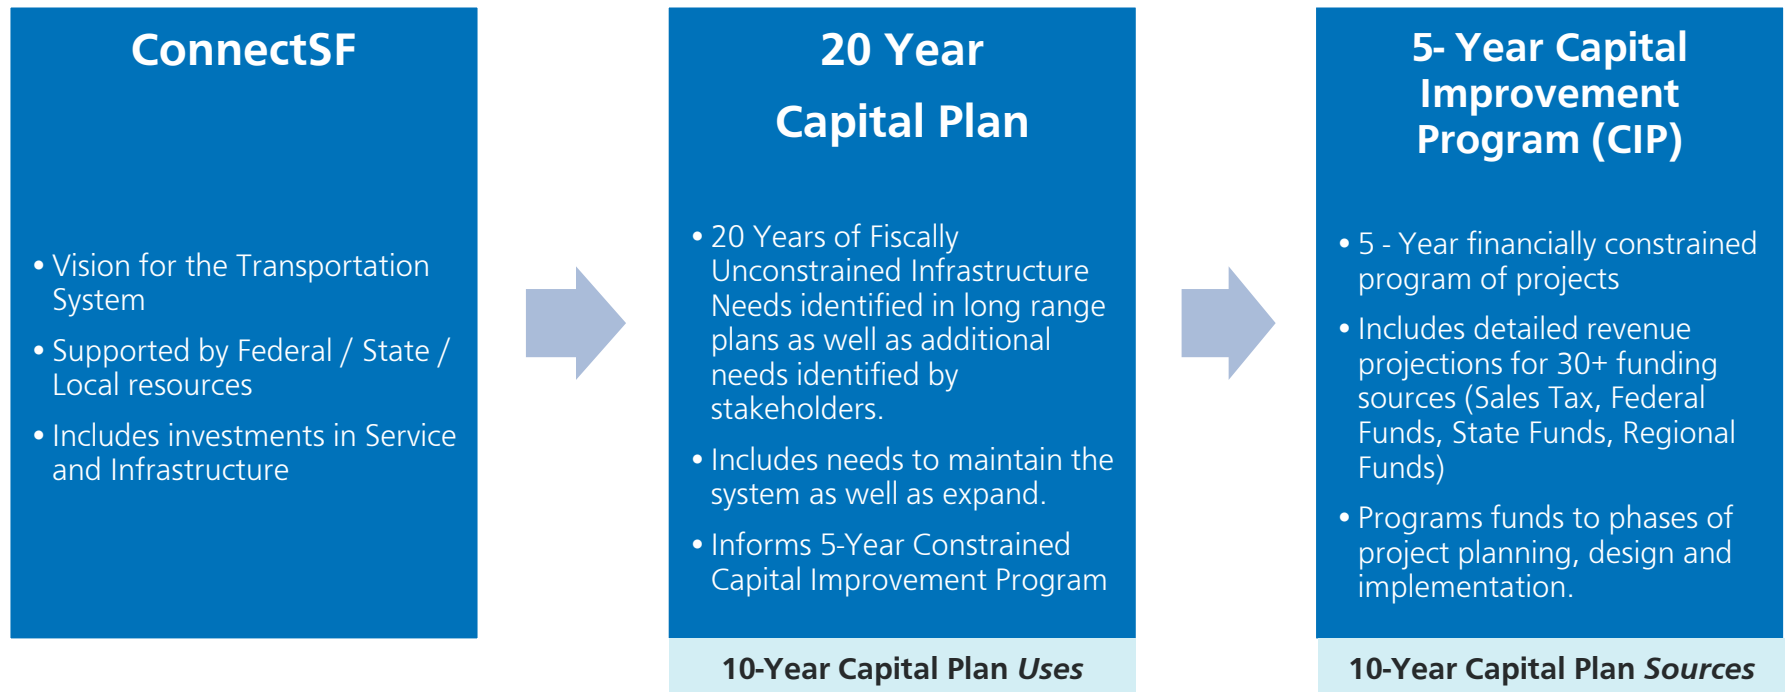 ConnectSF
• Vision for the Transportation
System
• Supported by Federal / State /
Local resources
• Includes investments in Service
and Infrastructure
20 Year
Capital Plan
• 20 Years of Fiscally
Unconstrained Infrastructure
Needs identified in long range
plans as well as additional
needs identified by
stakeholders.
• Includes needs to maintain the
system as well as expand.
• Informs 5-Year Constrained
Capital Improvement Program
10-Year Capital Plan Uses
5- Year Capital
Improvement
Program (CIP)
• 5 - Year financially constrained
program of projects
• Includes detailed revenue
projections for 30+ funding
sources (Sales Tax, Federal
Funds, State Funds, Regional
Funds)
• Programs funds to phases of
project planning, design and
implementation.
10-Year Capital Plan Sources